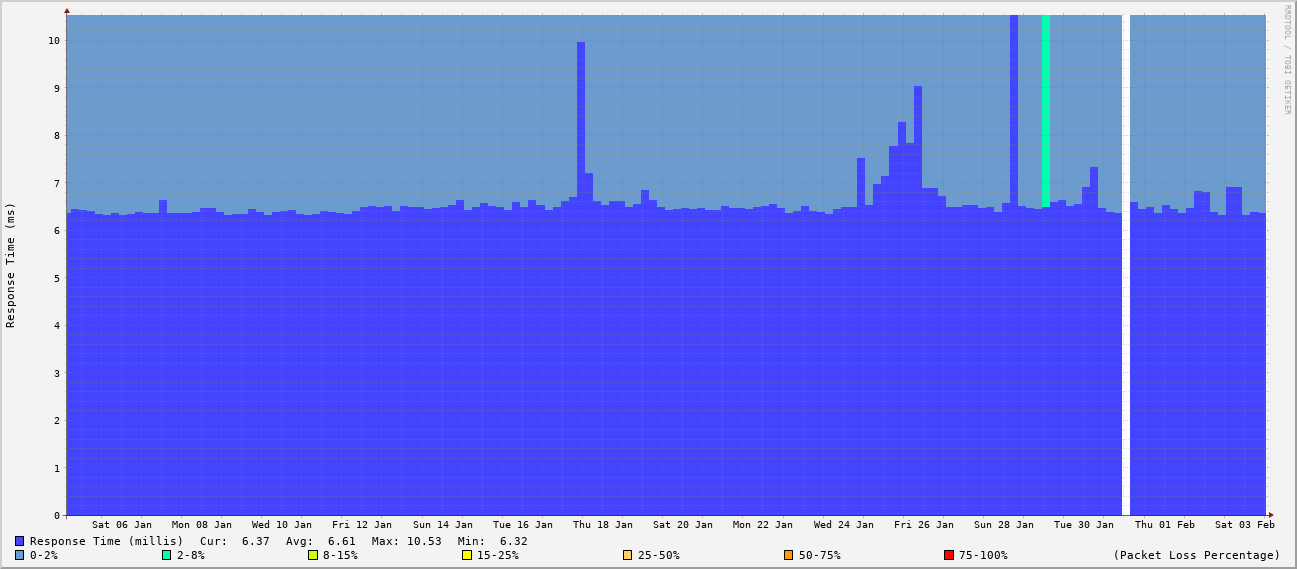 RRDTOOL / TOBI OETIKER
10
9
8
7
6
5
4
3
2
1
0
Response Time (ms)
Sat 06 Jan Mon 08 Jan Wed 10 Jan Fri 12 Jan Sun 14 Jan Tue 16 Jan Thu 18 Jan Sat 20 Jan Mon 22 Jan Wed 24 Jan Fri 26 Jan Sun 28 Jan Tue 30 Jan Thu 01 Feb Sat 03 Feb
Response Time (millis) Cur: 6.37 Avg: 6.61 Max: 10.53 Min: 6.32
0-2% 2-8% 8-15% 15-25% 25-50% 50-75% 75-100% (Packet Loss Percentage)